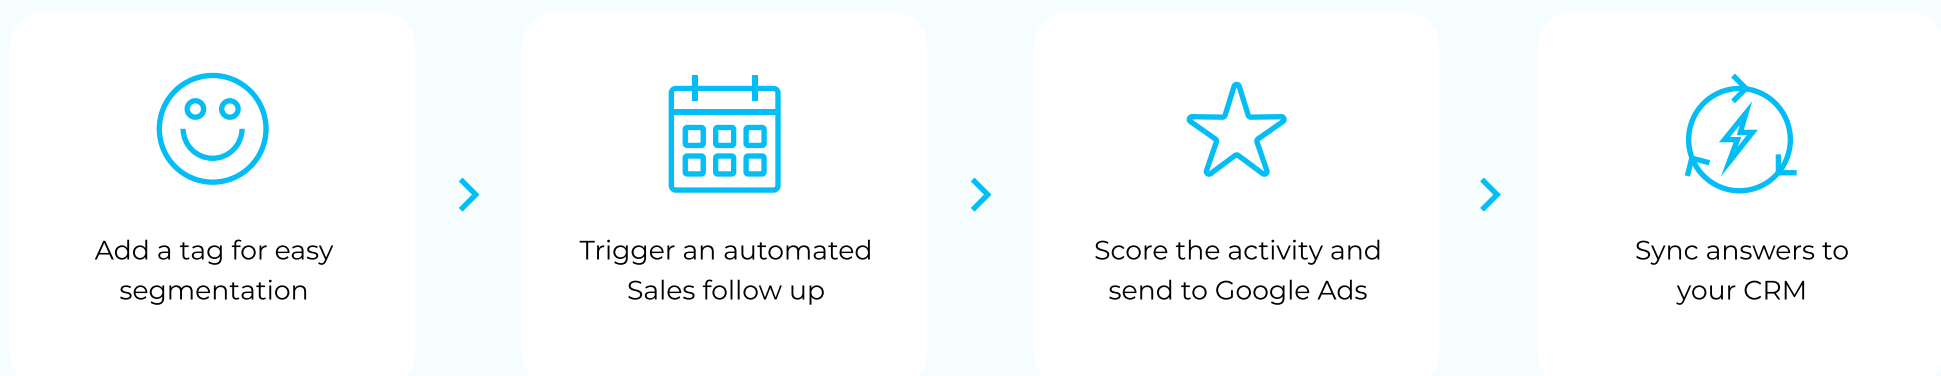 Add a tag for easy
segmentation
Trigger an automated
Sales follow up
Score the activity and
send to Google Ads
Sync answers to
your CRM